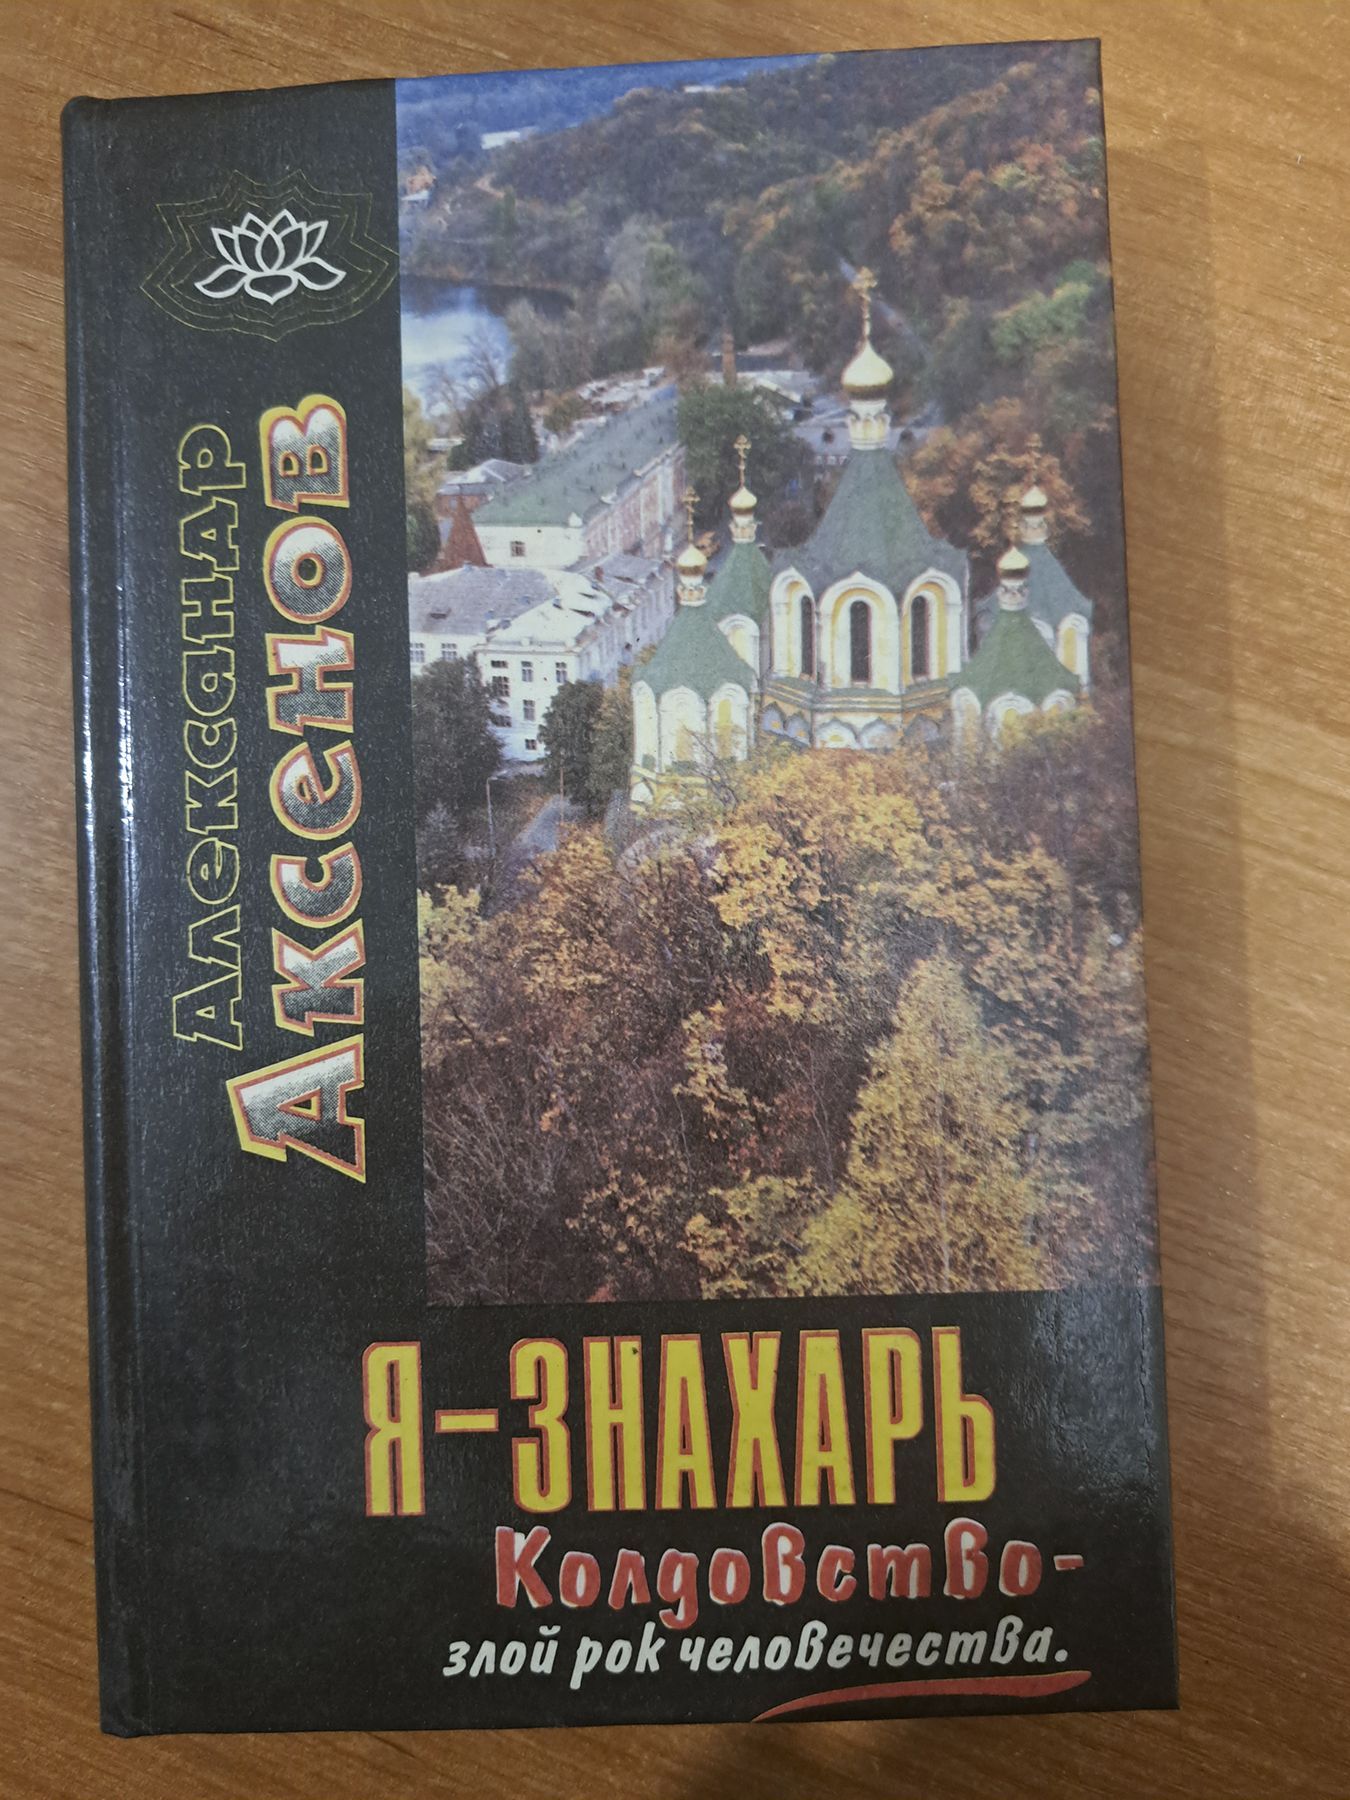 Александр
Аксенов
Я-ЗНАХАРЬ
Колдовство-
злой рок человечества.